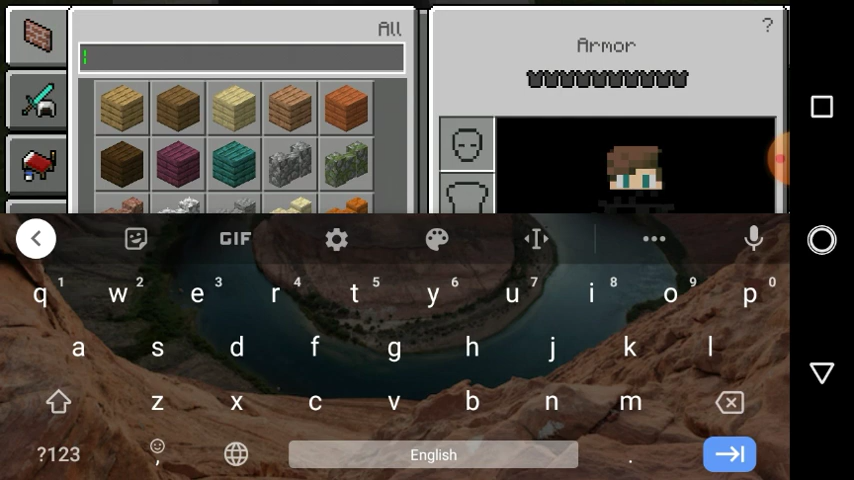 All
?
Armor
GIF
q1 w2 e3 r4 t5 y6 u7 i8 o9 p0
a s d f g h j k l
z x c v b n m
?123 , English .